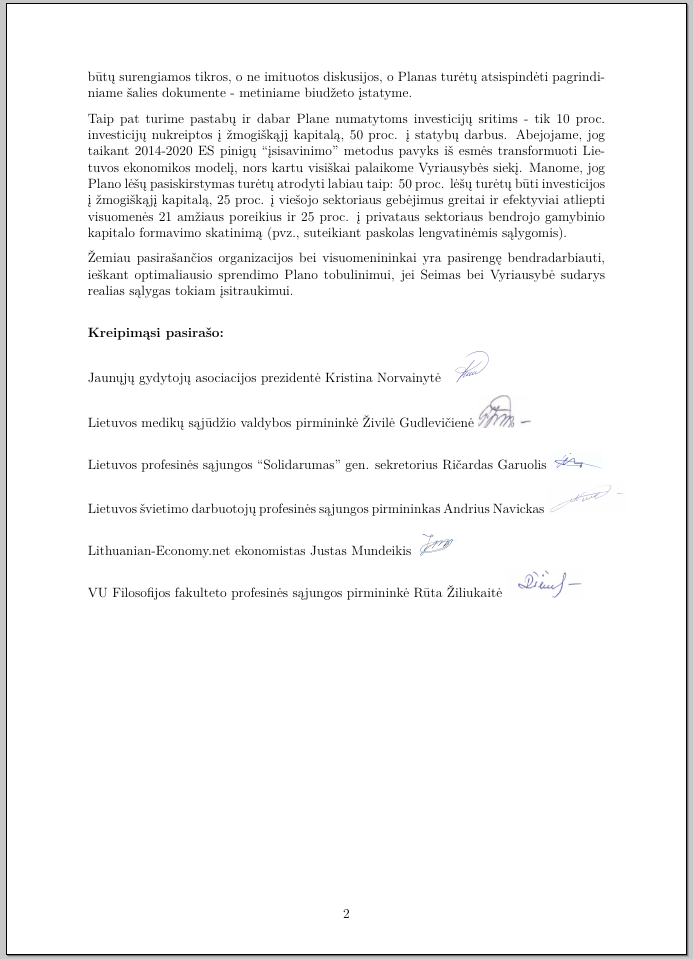 būtų surengiamos tikros, o ne imituotos diskusijos, o Planas turėtų atsispindėti pagrindi-
niame šalies dokumente - metiniame biudžeto įstatyme.
Taip pat turime pastabų ir dabar Plane numatytoms investicijų sritims - tik 10 proc.
investicijų nukreiptos į žmogiškąjį kapitalą, 50 proc. į statybų darbus. Abejojame, jog
taikant 2014-2020 ES pinigų “įsisavinimo” metodus pavyks iš esmės transformuoti Lie-
tuvos ekonomikos modelį, nors kartu visiškai palaikome Vyriausybės siekį. Manome, jog
Plano lėšų pasiskirstymas turėtų atrodyti labiau taip: 50 proc. lėšų turėtų būti investicijos
į žmogiškąjį kapitalą, 25 proc. į viešojo sektoriaus gebėjimus greitai ir efektyviai atliepti
visuomenės 21 amžiaus poreikius ir 25 proc. į privataus sektoriaus bendrojo gamybinio
kapitalo formavimo skatinimą (pvz., suteikiant paskolas lengvatinėmis sąlygomis).
Žemiau pasirašančios organizacijos bei visuomenininkai yra pasirengę bendradarbiauti,
ieškant optimaliausio sprendimo Plano tobulinimui, jei Seimas bei Vyriausybė sudarys
realias sąlygas tokiam įsitraukimui.
Kreipimąsi pasirašo:
Jaunųjų gydytojų asociacijos prezidentė Kristina Norvainytė
Lietuvos medikų sąjūdžio valdybos pirmininkė Živilė Gudlevičienė
Lietuvos profesinės sąjungos “Solidarumas” gen. sekretorius Ričardas Garuolis
Lietuvos švietimo darbuotojų profesinės sąjungos pirmininkas Andrius Navickas
Lithuanian-Economy.net ekonomistas Justas Mundeikis
VU Filosofijos fakulteto profesinės sąjungos pirmininkė Rūta Žiliukaitė
2